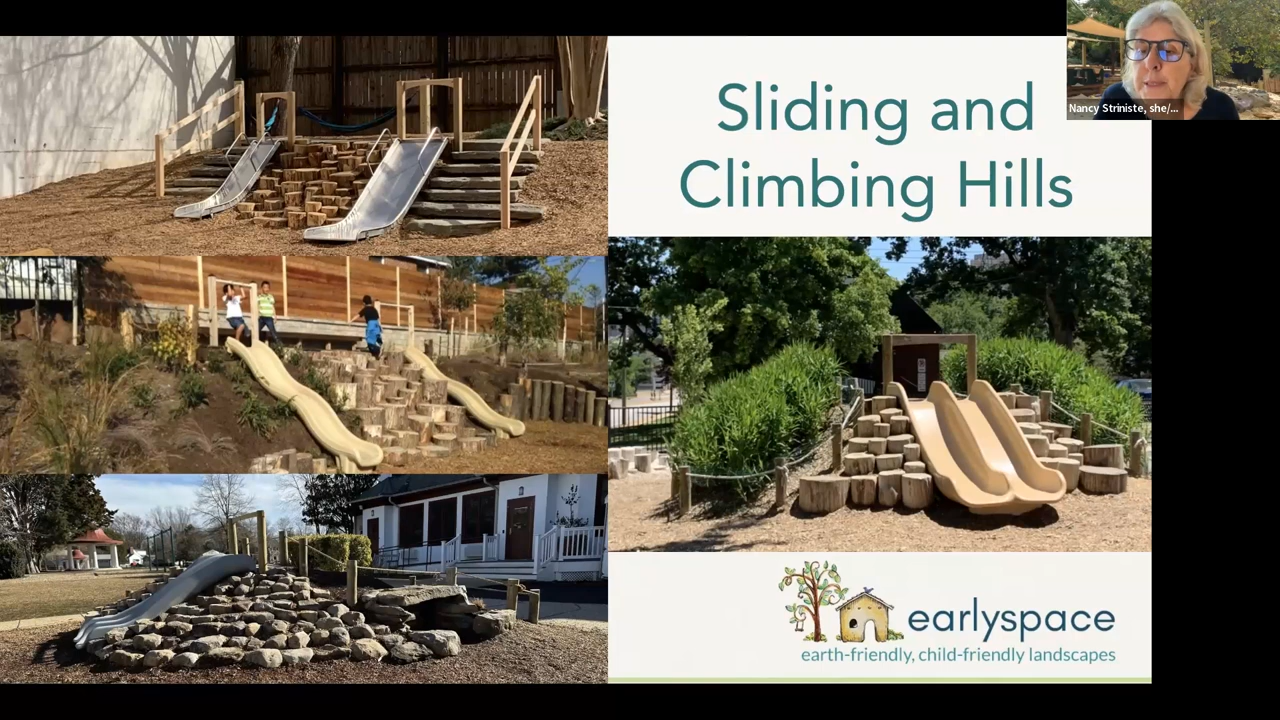 Sliding and
Climbing Hills
Nancy Striniste, she/...
earlyspace
earth-friendly, child-friendly landscapes